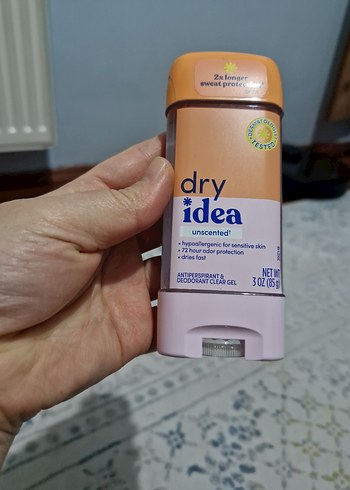 2x longer
sweat protection*
DERMATOLOGIST
TESTED
dry
idea
unscented†
• hypoallergenic for sensitive skin
• 72 hour odor protection
• dries fast
ANTIPERSPIRANT &
DEODORANT CLEAR GEL
NET WT
3 OZ (85 g)